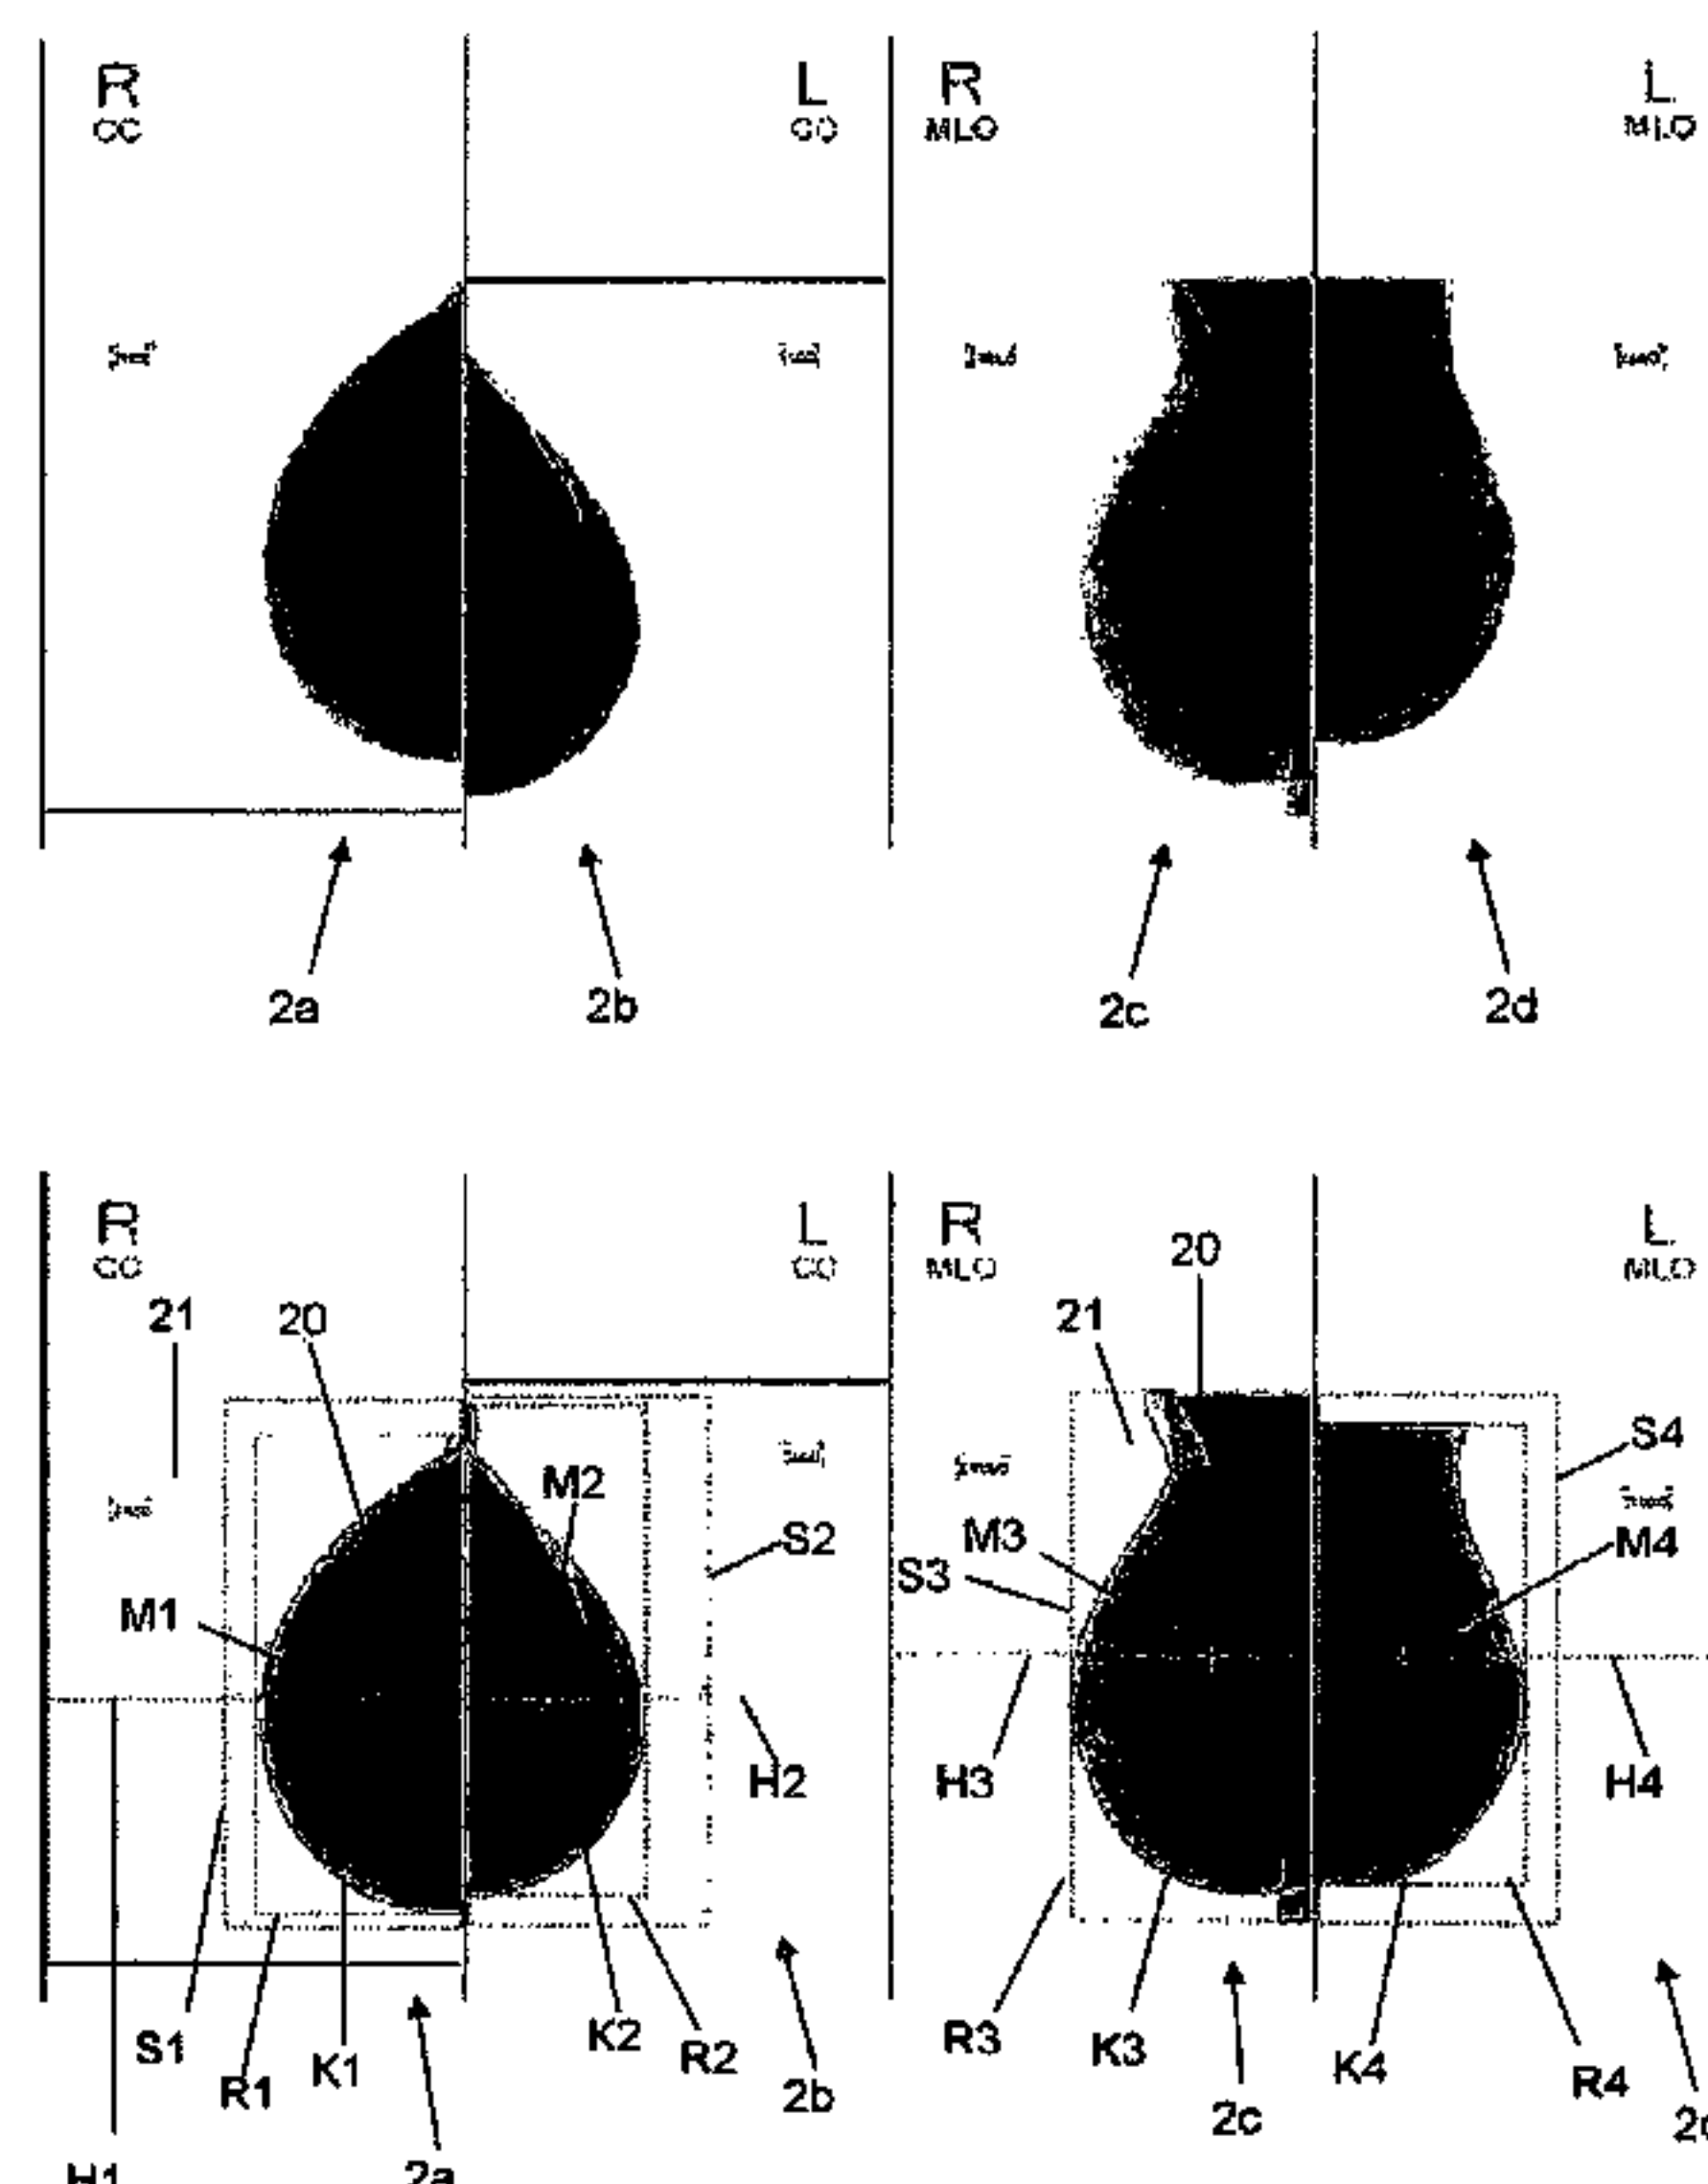 R L R L
CC CC MLO MLO
2a 2b 2c 2d
R L R L
CC CC MLO MLO
20
21 20 21
S4
M2
S2 M3 M4
S3
M1
H2 H3 H4
S1 R1 K1 K2 R2 R3 K3 K4 R4
2b 2c
H1 2a